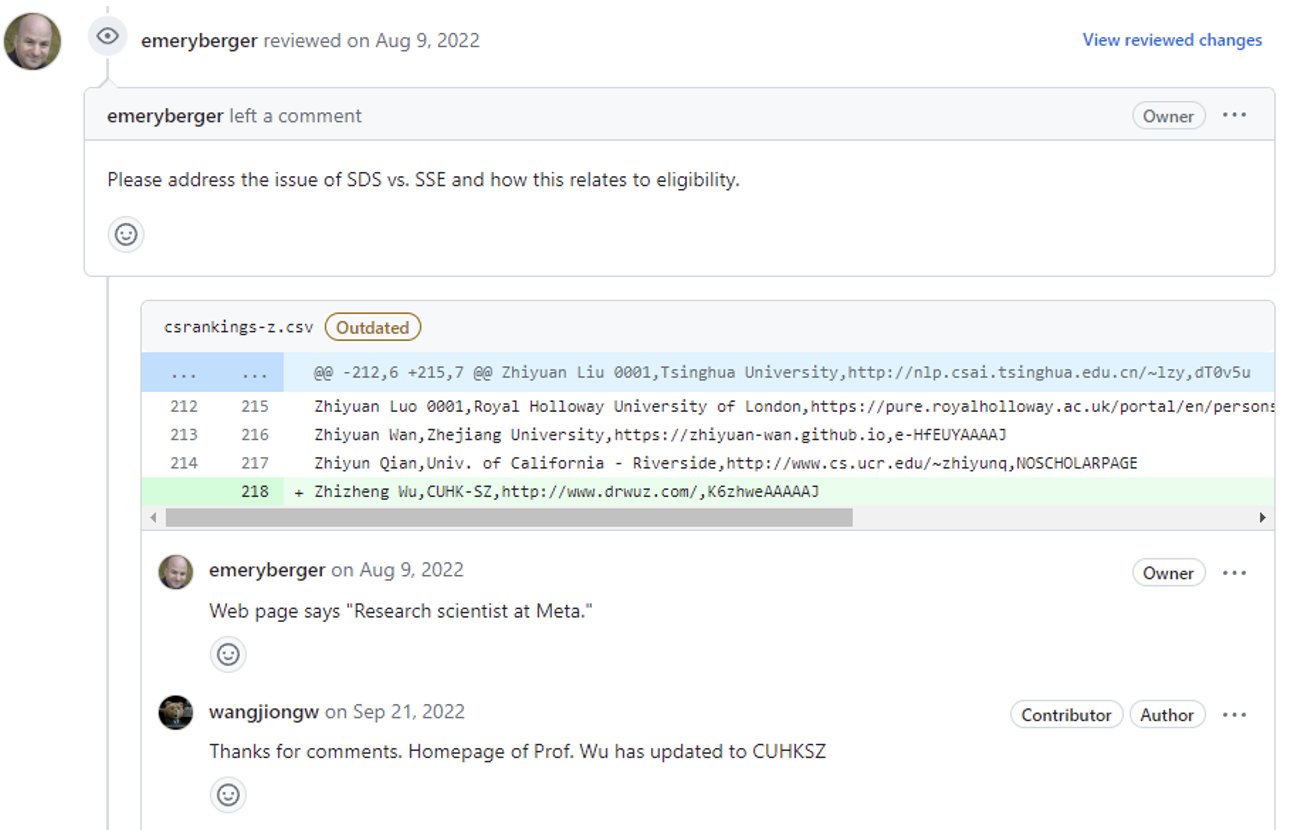 emeryberger reviewed on Aug 9, 2022
View reviewed changes
emeryberger left a comment
Owner ···
Please address the issue of SDS vs. SSE and how this relates to eligibility.
csrankings-z.csv Outdated
... ... @@ -212,6 +215,7 @@ Zhiyuan Liu 0001,Tsinghua University,http://nlp.csai.tsinghua.edu.cn/~lzy,dT0v5u
212 215 Zhiyuan Luo 0001,Royal Holloway University of London,https://pure.royalholloway.ac.uk/portal/en/persons
213 216 Zhiyuan Wan,Zhejiang University,https://zhiyuan-wan.github.io,e-HfEUYAAAAJ
214 217 Zhiyun Qian,Univ. of California - Riverside,http://www.cs.ucr.edu/~zhiyunq,NOSCHOLARPAGE
218 + Zhizheng Wu,CUHK-SZ,http://www.drwuz.com/,K6zhweAAAAAJ
emeryberger on Aug 9, 2022
Owner ···
Web page says "Research scientist at Meta."
wangjiongw on Sep 21, 2022
Contributor Author ···
Thanks for comments. Homepage of Prof. Wu has updated to CUHKSZ